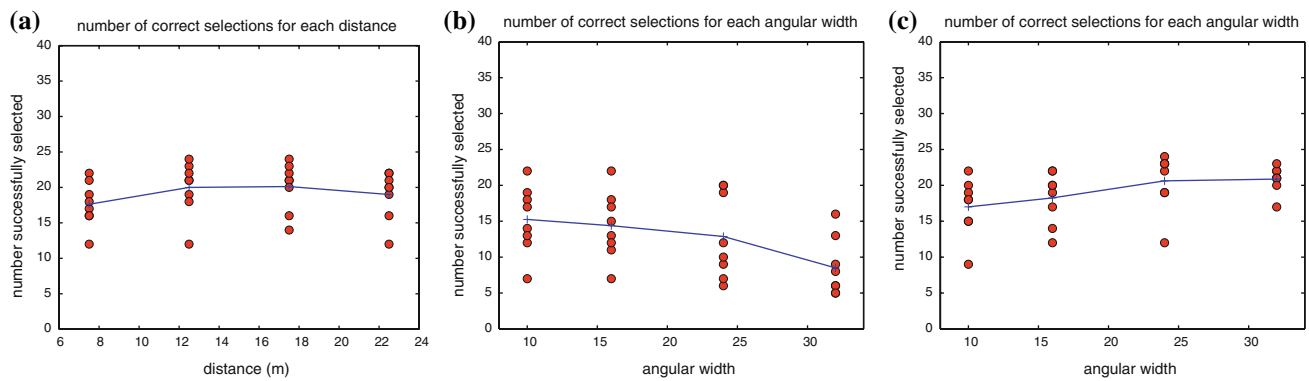 (a)
number of correct selections for each distance
40
35
30
25
20
15
10
5
0
number successfully selected
6 8 10 12 14 16 18 20 22 24
distance (m)
(b)
number of correct selections for each angular width
40
35
30
25
20
15
10
5
0
number successfully selected
10 15 20 25 30
angular width
(c)
number of correct selections for each angular width
40
35
30
25
20
15
10
5
0
number successfully selected
10 15 20 25 30
angular width